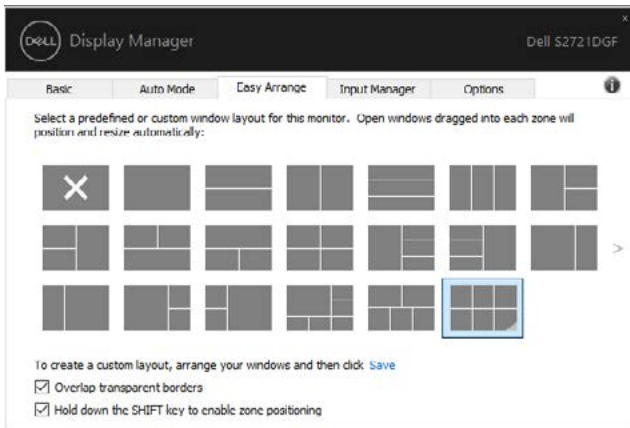 x
DELL Display Manager Dell S2721DGF
Basic Auto Mode Easy Arrange Input Manager Options
Select a predefined or custom window layout for this monitor. Open windows dragged into each zone will
position and resize automatically:
To create a custom layout, arrange your windows and then click Save
Overlap transparent borders
Hold down the SHIFT key to enable zone positioning